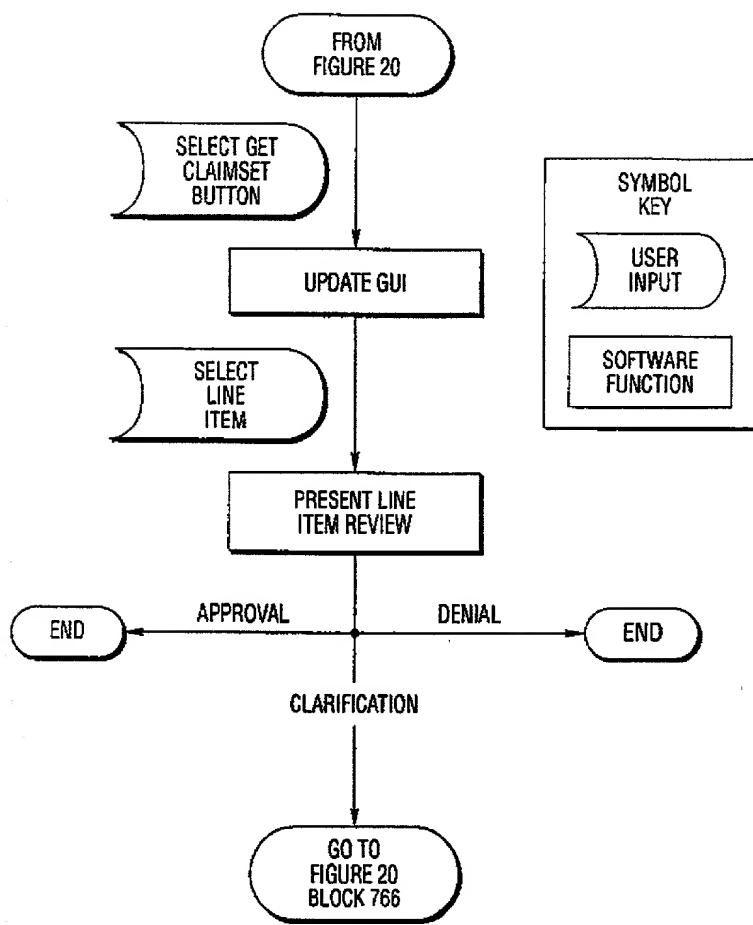 FROM
FIGURE 20
SELECT GET
CLAIMSET
BUTTON
UPDATE GUI
SELECT
LINE
ITEM
PRESENT LINE
ITEM REVIEW
END
APPROVAL
DENIAL
END
CLARIFICATION
GO TO
FIGURE 20
BLOCK 766
SYMBOL
KEY
USER
INPUT
SOFTWARE
FUNCTION